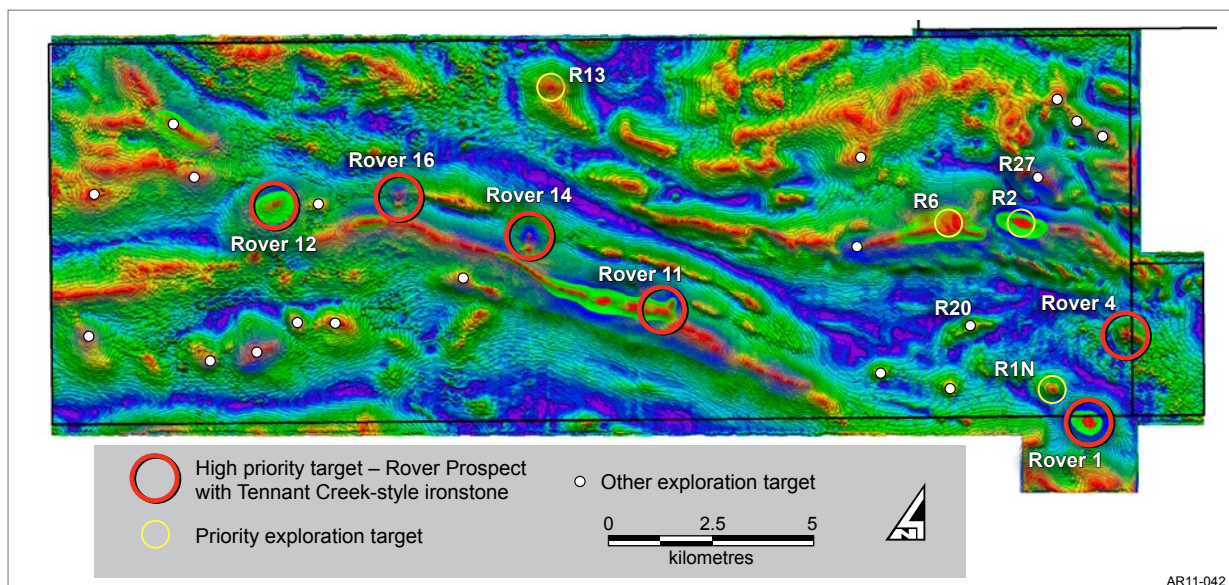 R13
Rover 16
R27
Rover 14
R6
R2
Rover 12
Rover 11
R20
Rover 4
R1N
Rover 1
High priority target – Rover Prospect
with Tennant Creek-style ironstone
Priority exploration target
Other exploration target
0 2.5 5
kilometres
N
AR11-042